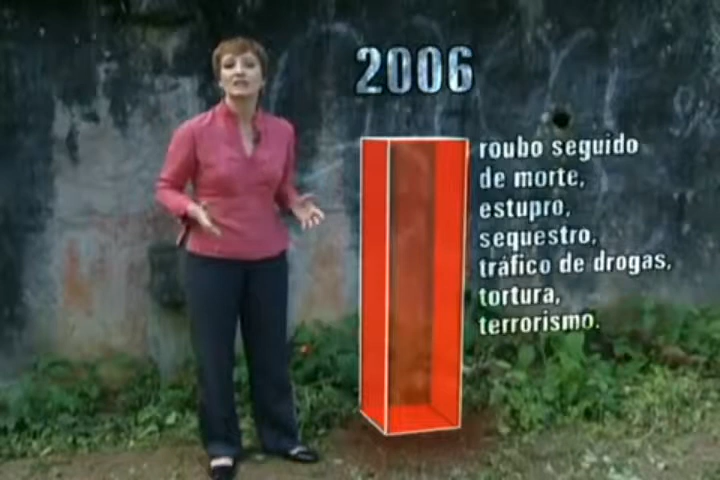 2006
roubo seguido
de morte,
estupro,
sequestro,
tráfico de drogas,
tortura,
terrorismo.